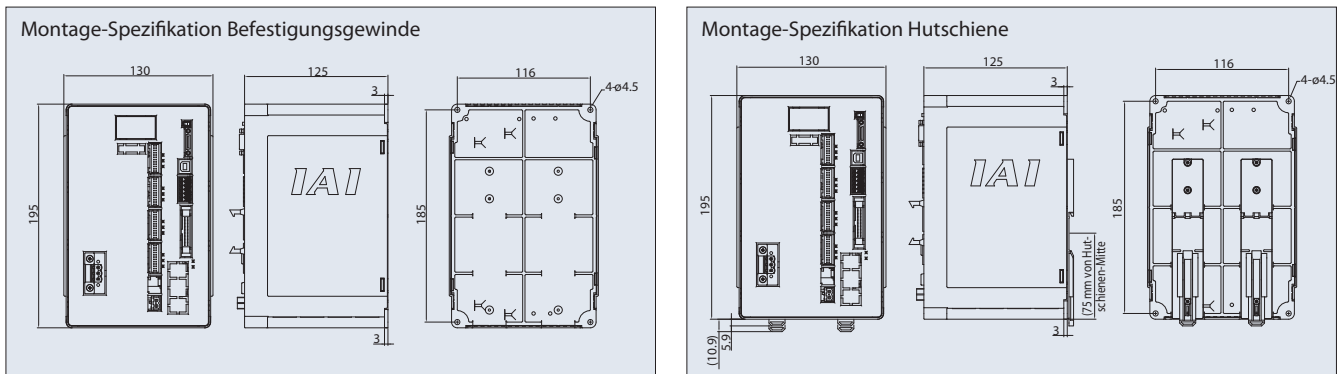 Montage-Spezifikation Befestigungsgewinde
130
125
3
116
4-ø4.5
195
IAI
185
3
Montage-Spezifikation Hutschiene
130
125
3
116
4-ø4.5
195
IAI
185
(75 mm von Hut-
schienen-Mitte
3
5.9
(10.9)